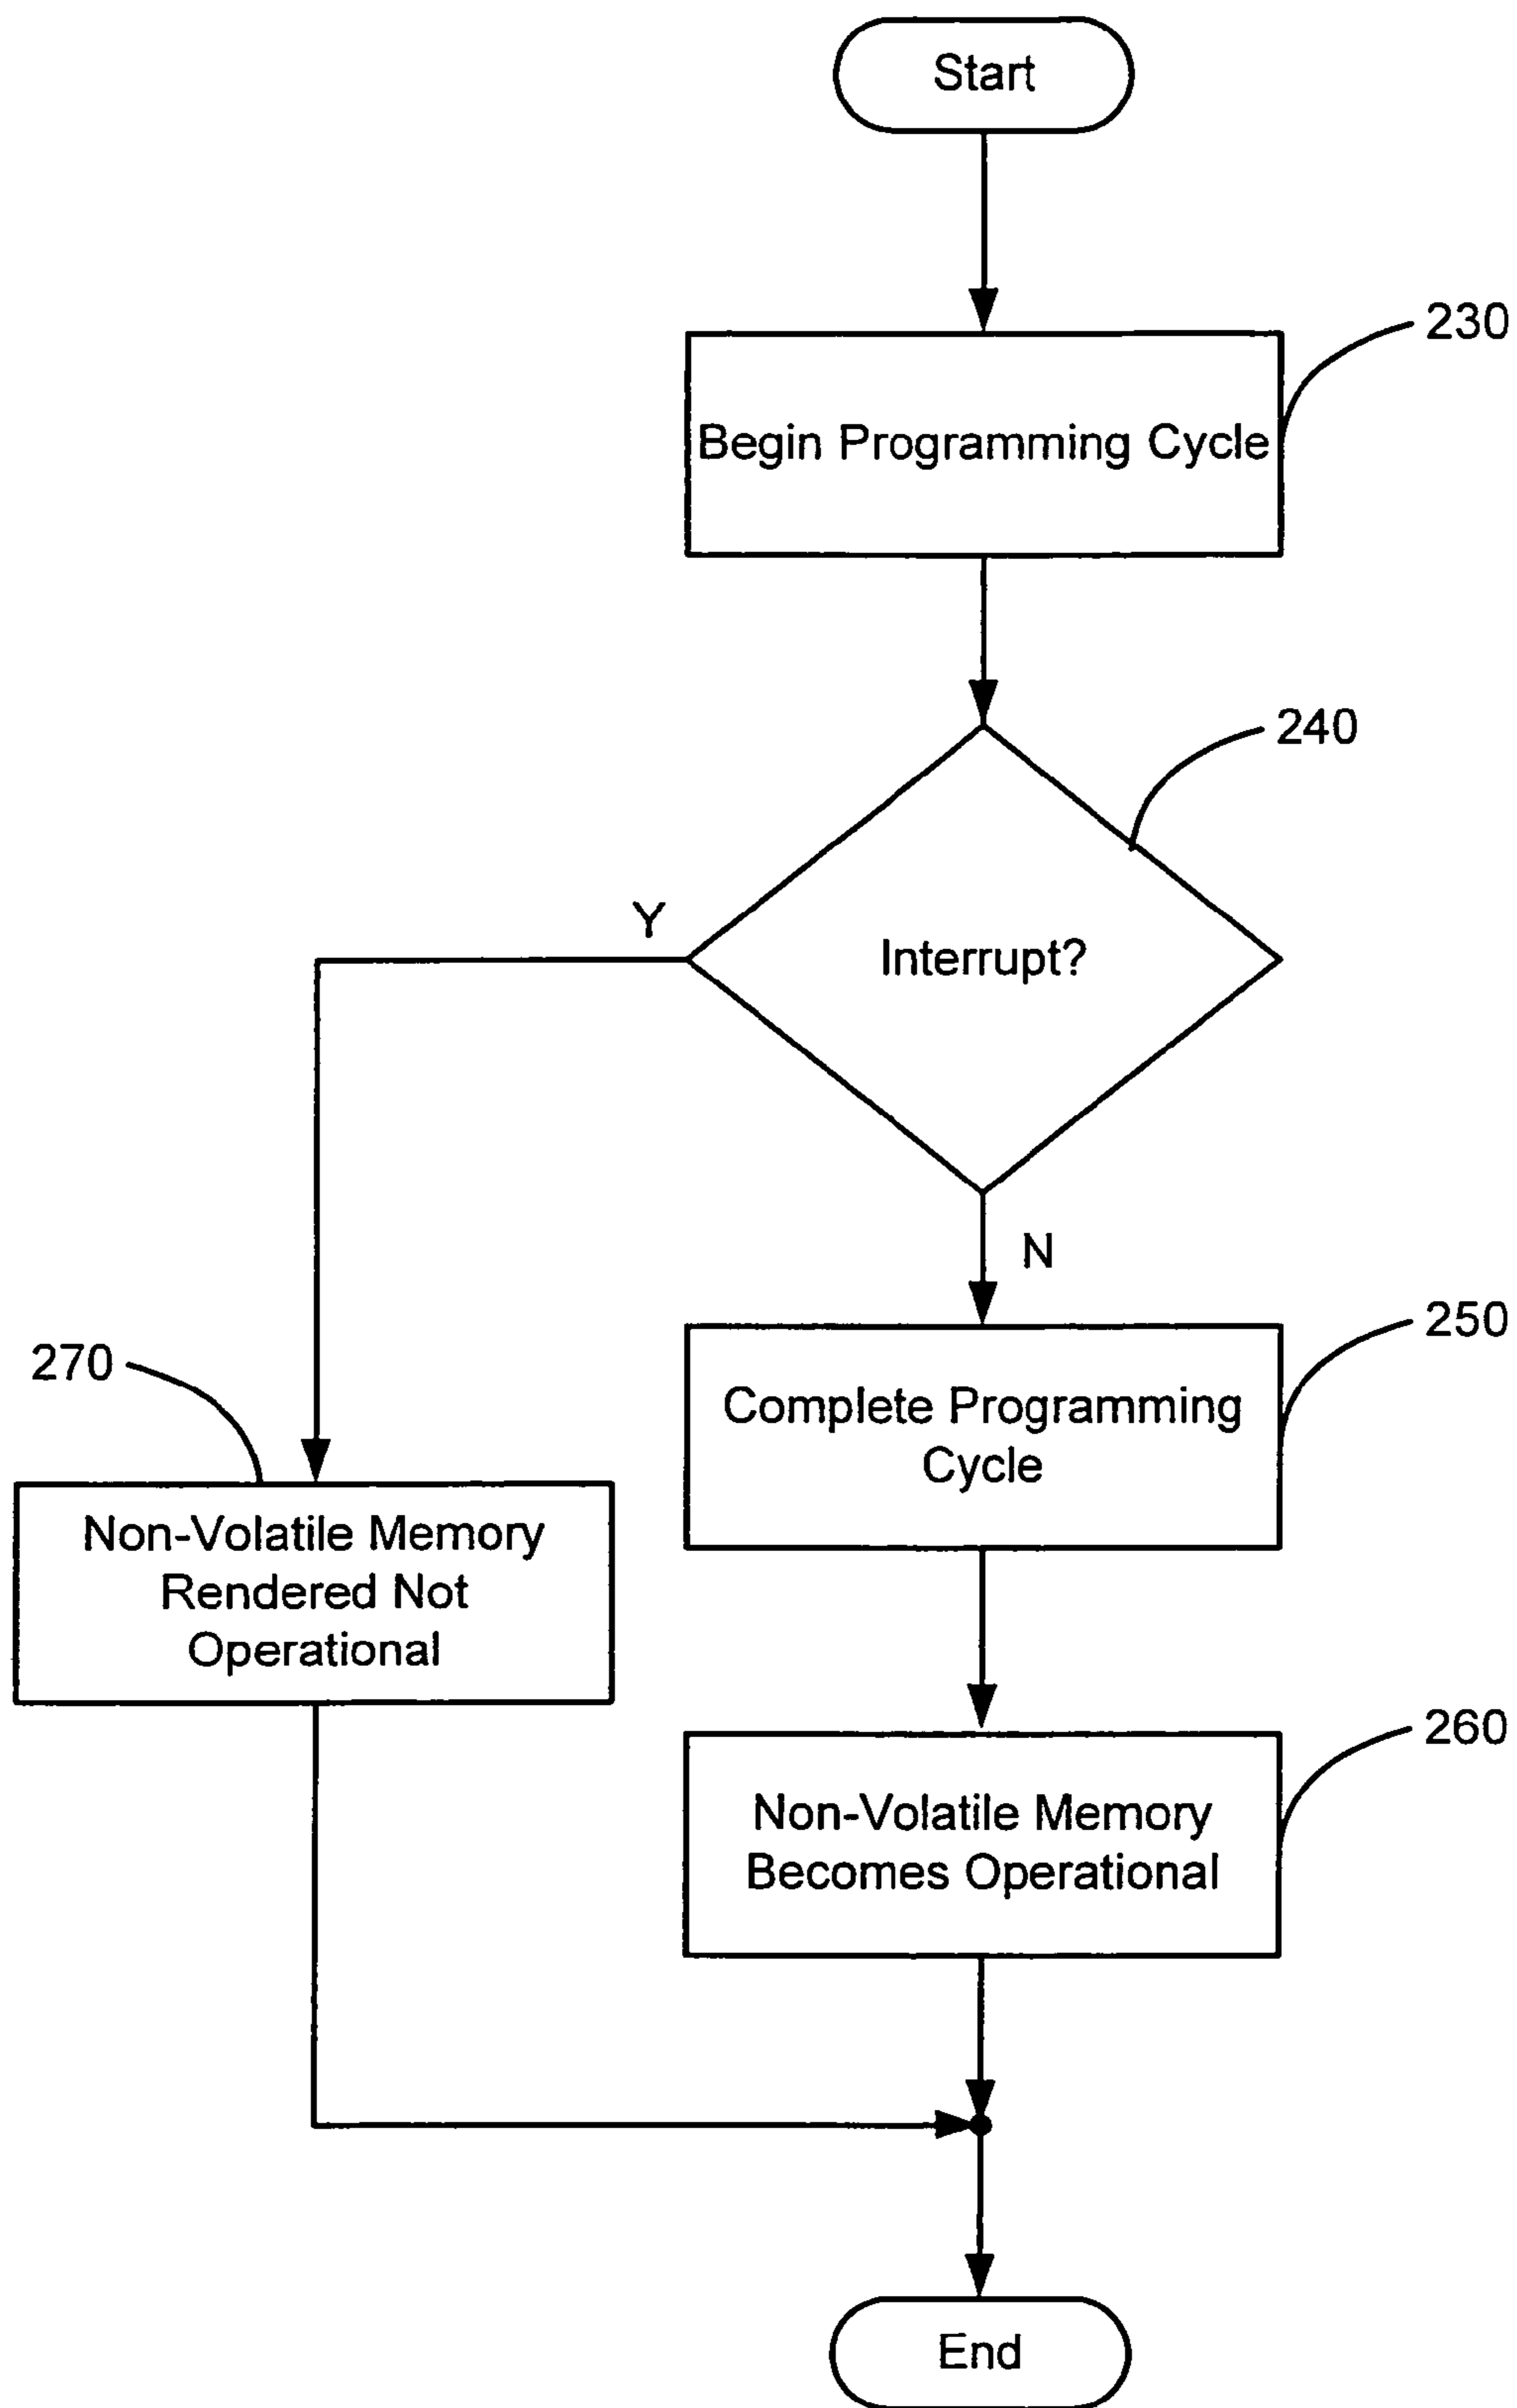 Start
230
Begin Programming Cycle
240
Y
Interrupt?
N
250
270
Complete Programming
Cycle
Non-Volatile Memory
Rendered Not
Operational
260
Non-Volatile Memory
Becomes Operational
End